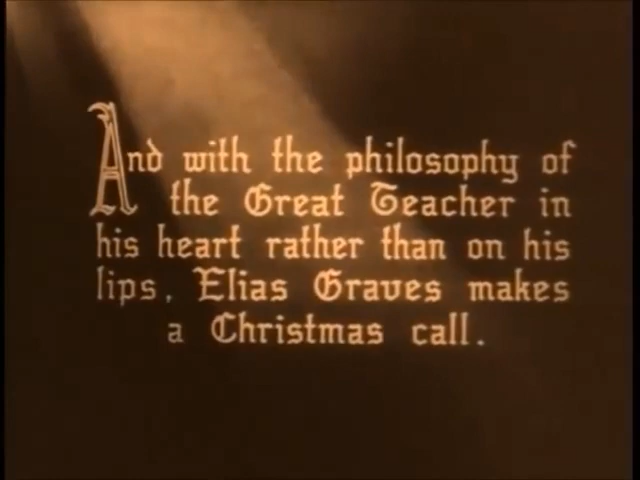 And with the philosophy of
the Great Teacher in
his heart rather than on his
lips, Elias Graves makes
a Christmas call.